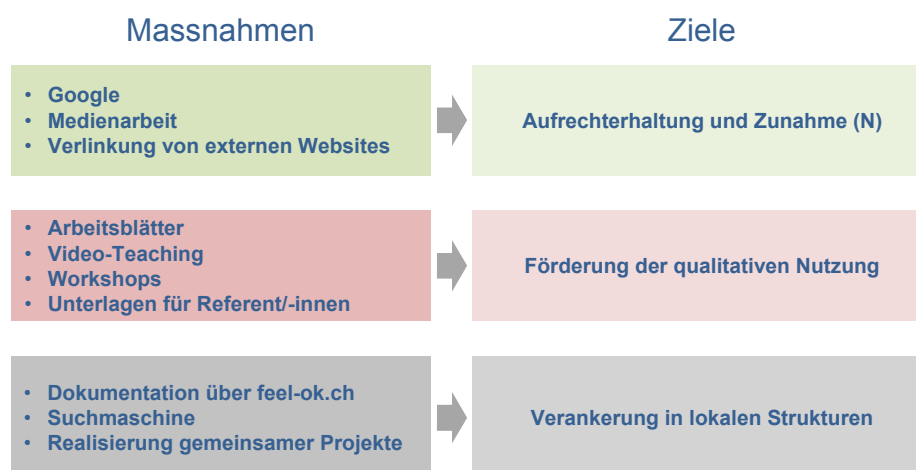 Massnahmen
Ziele
• Google
• Medienarbeit
• Verlinkung von externen Websites
Aufrechterhaltung und Zunahme (N)
• Arbeitsblätter
• Video-Teaching
• Workshops
• Unterlagen für Referent/-innen
Förderung der qualitativen Nutzung
• Dokumentation über feel-ok.ch
• Suchmaschine
• Realisierung gemeinsamer Projekte
Verankerung in lokalen Strukturen